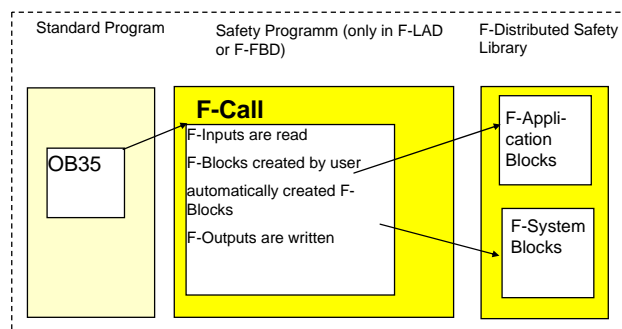 Standard Program
Safety Programm (only in F-LAD
or F-FBD)
F-Distributed Safety
Library
OB35
F-Call
F-Inputs are read
F-Blocks created by user
automatically created F-
Blocks
F-Outputs are written
F-Appli-
cation
Blocks
F-System
Blocks